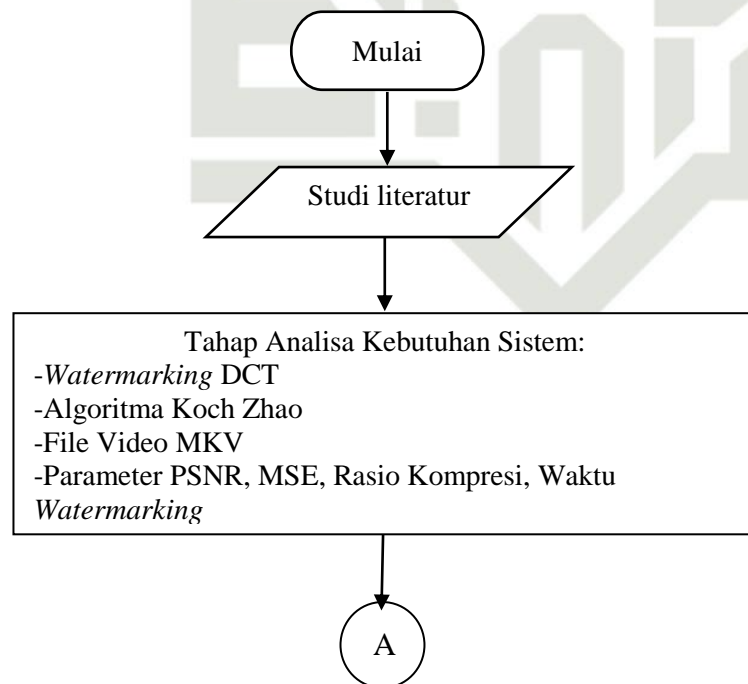 Mulai
Studi literatur
Tahap Analisa Kebutuhan Sistem:
-Watermarking DCT
-Algoritma Koch Zhao
-File Video MKV
-Parameter PSNR, MSE, Rasio Kompresi, Waktu
Watermarking
A